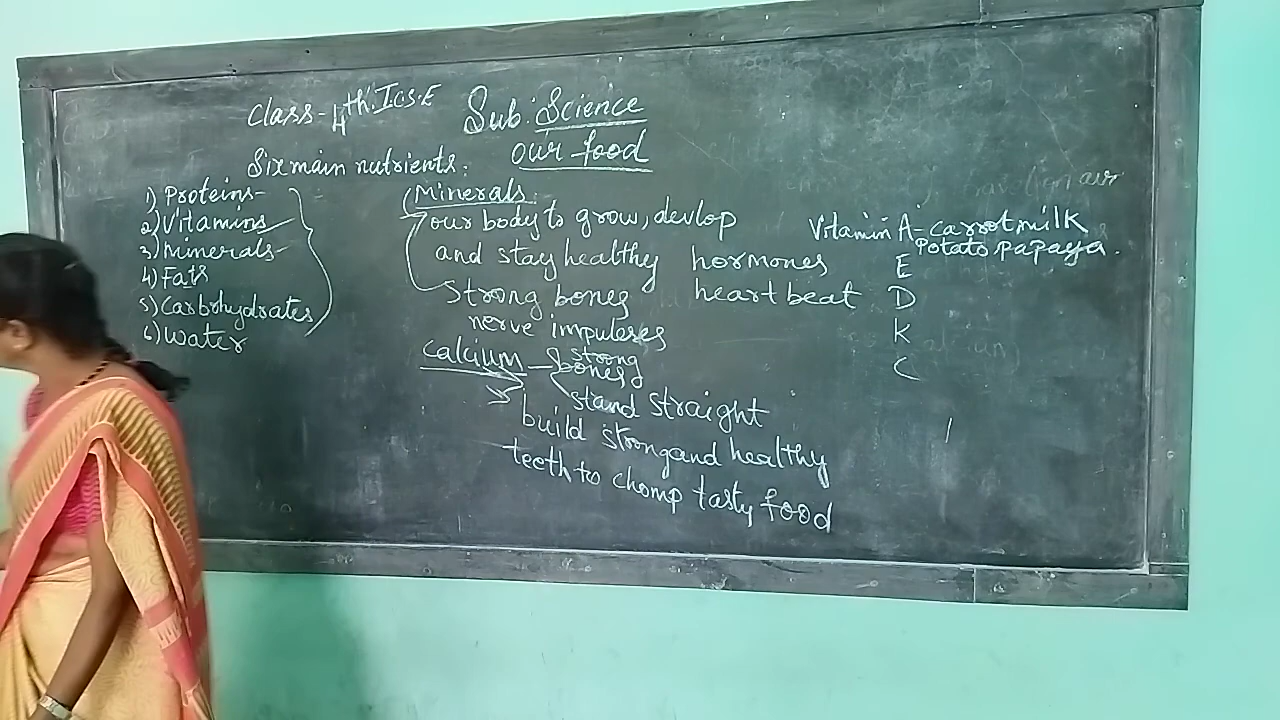 Class-4th.I.C.S.E
Sub: Science
our food
Six main nutrients:
1) Proteins-
2) Vitamins
3) Minerals-
4) Fats
5) Carbohydrates
6) Water
Minerals:
our body to grow, devlop
and stay healthy
strong bones
nerve impuleses
hormones
heart beat
calcium - strong
bones
stand straight
build strong and healthy
teeth to chomp tasty food
Vitamin A - carrot milk
potato papaya.
E
D
K
C